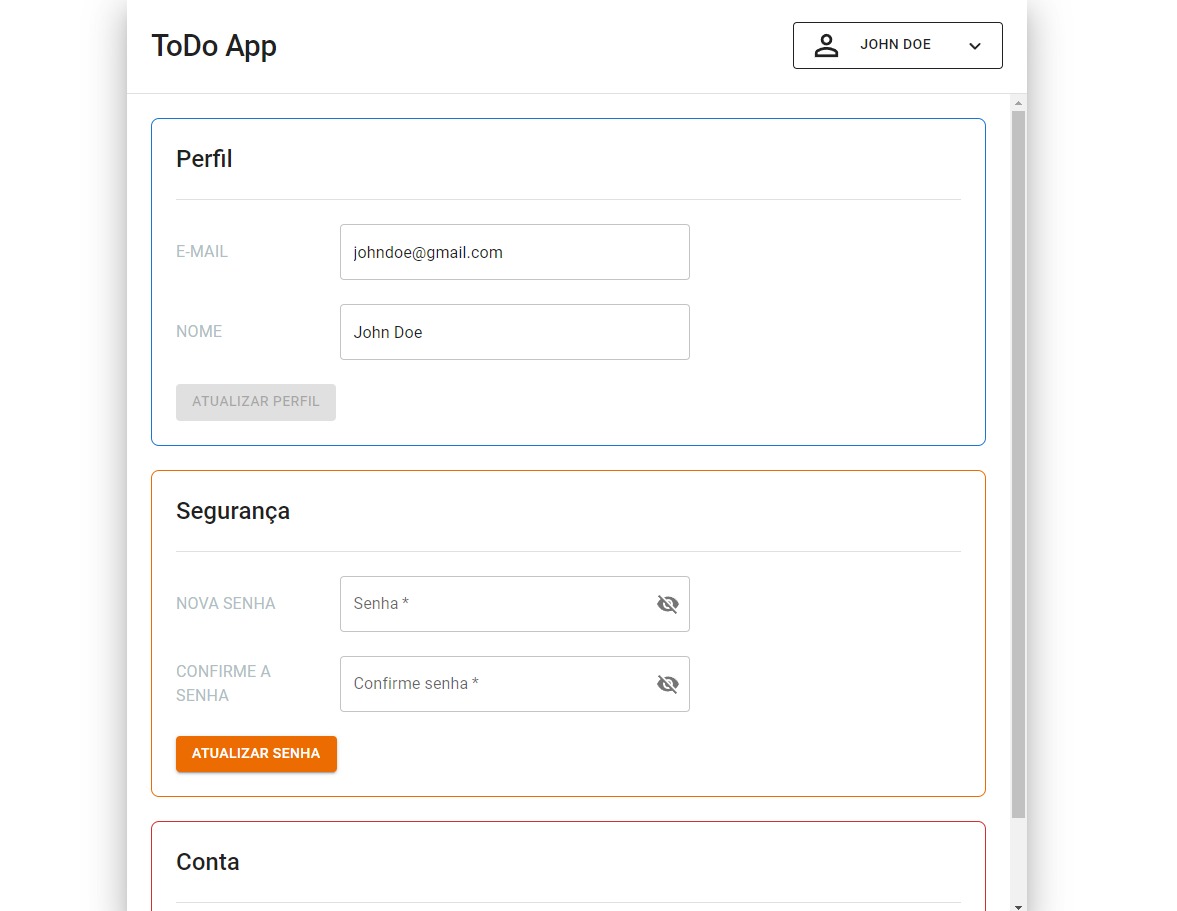 ToDo App
JOHN DOE
Perfil
E-MAIL
johndoe@gmail.com
NOME
John Doe
ATUALIZAR PERFIL
Segurança
NOVA SENHA
Senha *
CONFIRME A
SENHA
Confirme senha *
ATUALIZAR SENHA
Conta